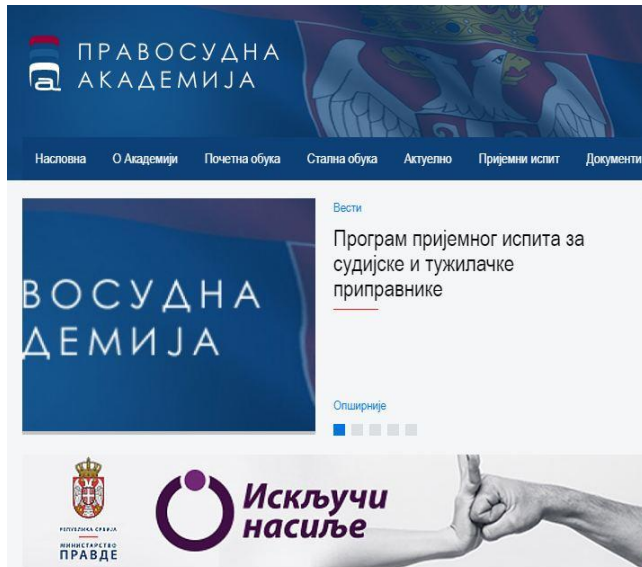 ПРАВОСУДНА
АКАДЕМИЈА
Насловна О Академији Почетна обука Стална обука Актуелно Пријемни испит Документи
ВОСУДНА
ДЕМИЈА
Вести
Програм пријемног испита за
судијске и тужилачке
приправнике
Опширније
РЕПУБЛИКА СРБИЈА
МИНИСТАРСТВО
ПРАВДЕ
Искључи
насиље